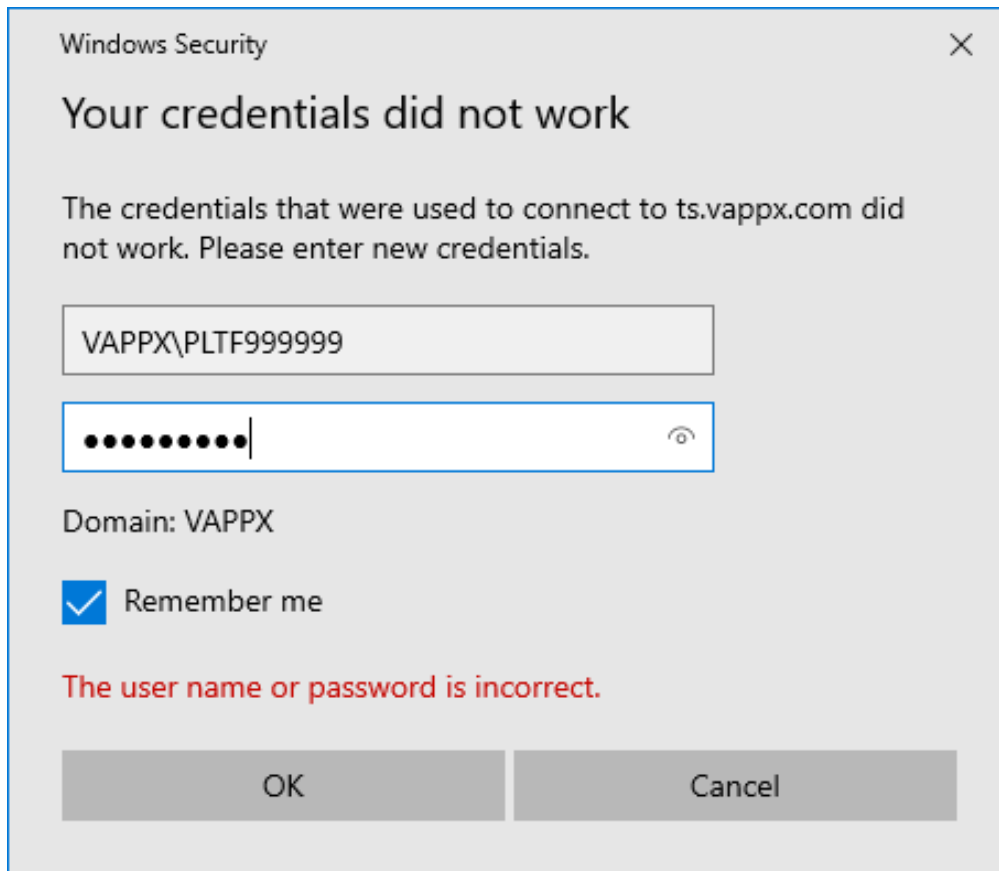 Windows Security
Your credentials did not work
The credentials that were used to connect to ts.vappx.com did
not work. Please enter new credentials.
VAPPX\PLTF999999
●●●●●●●●●
Domain: VAPPX
Remember me
The user name or password is incorrect.
OK
Cancel